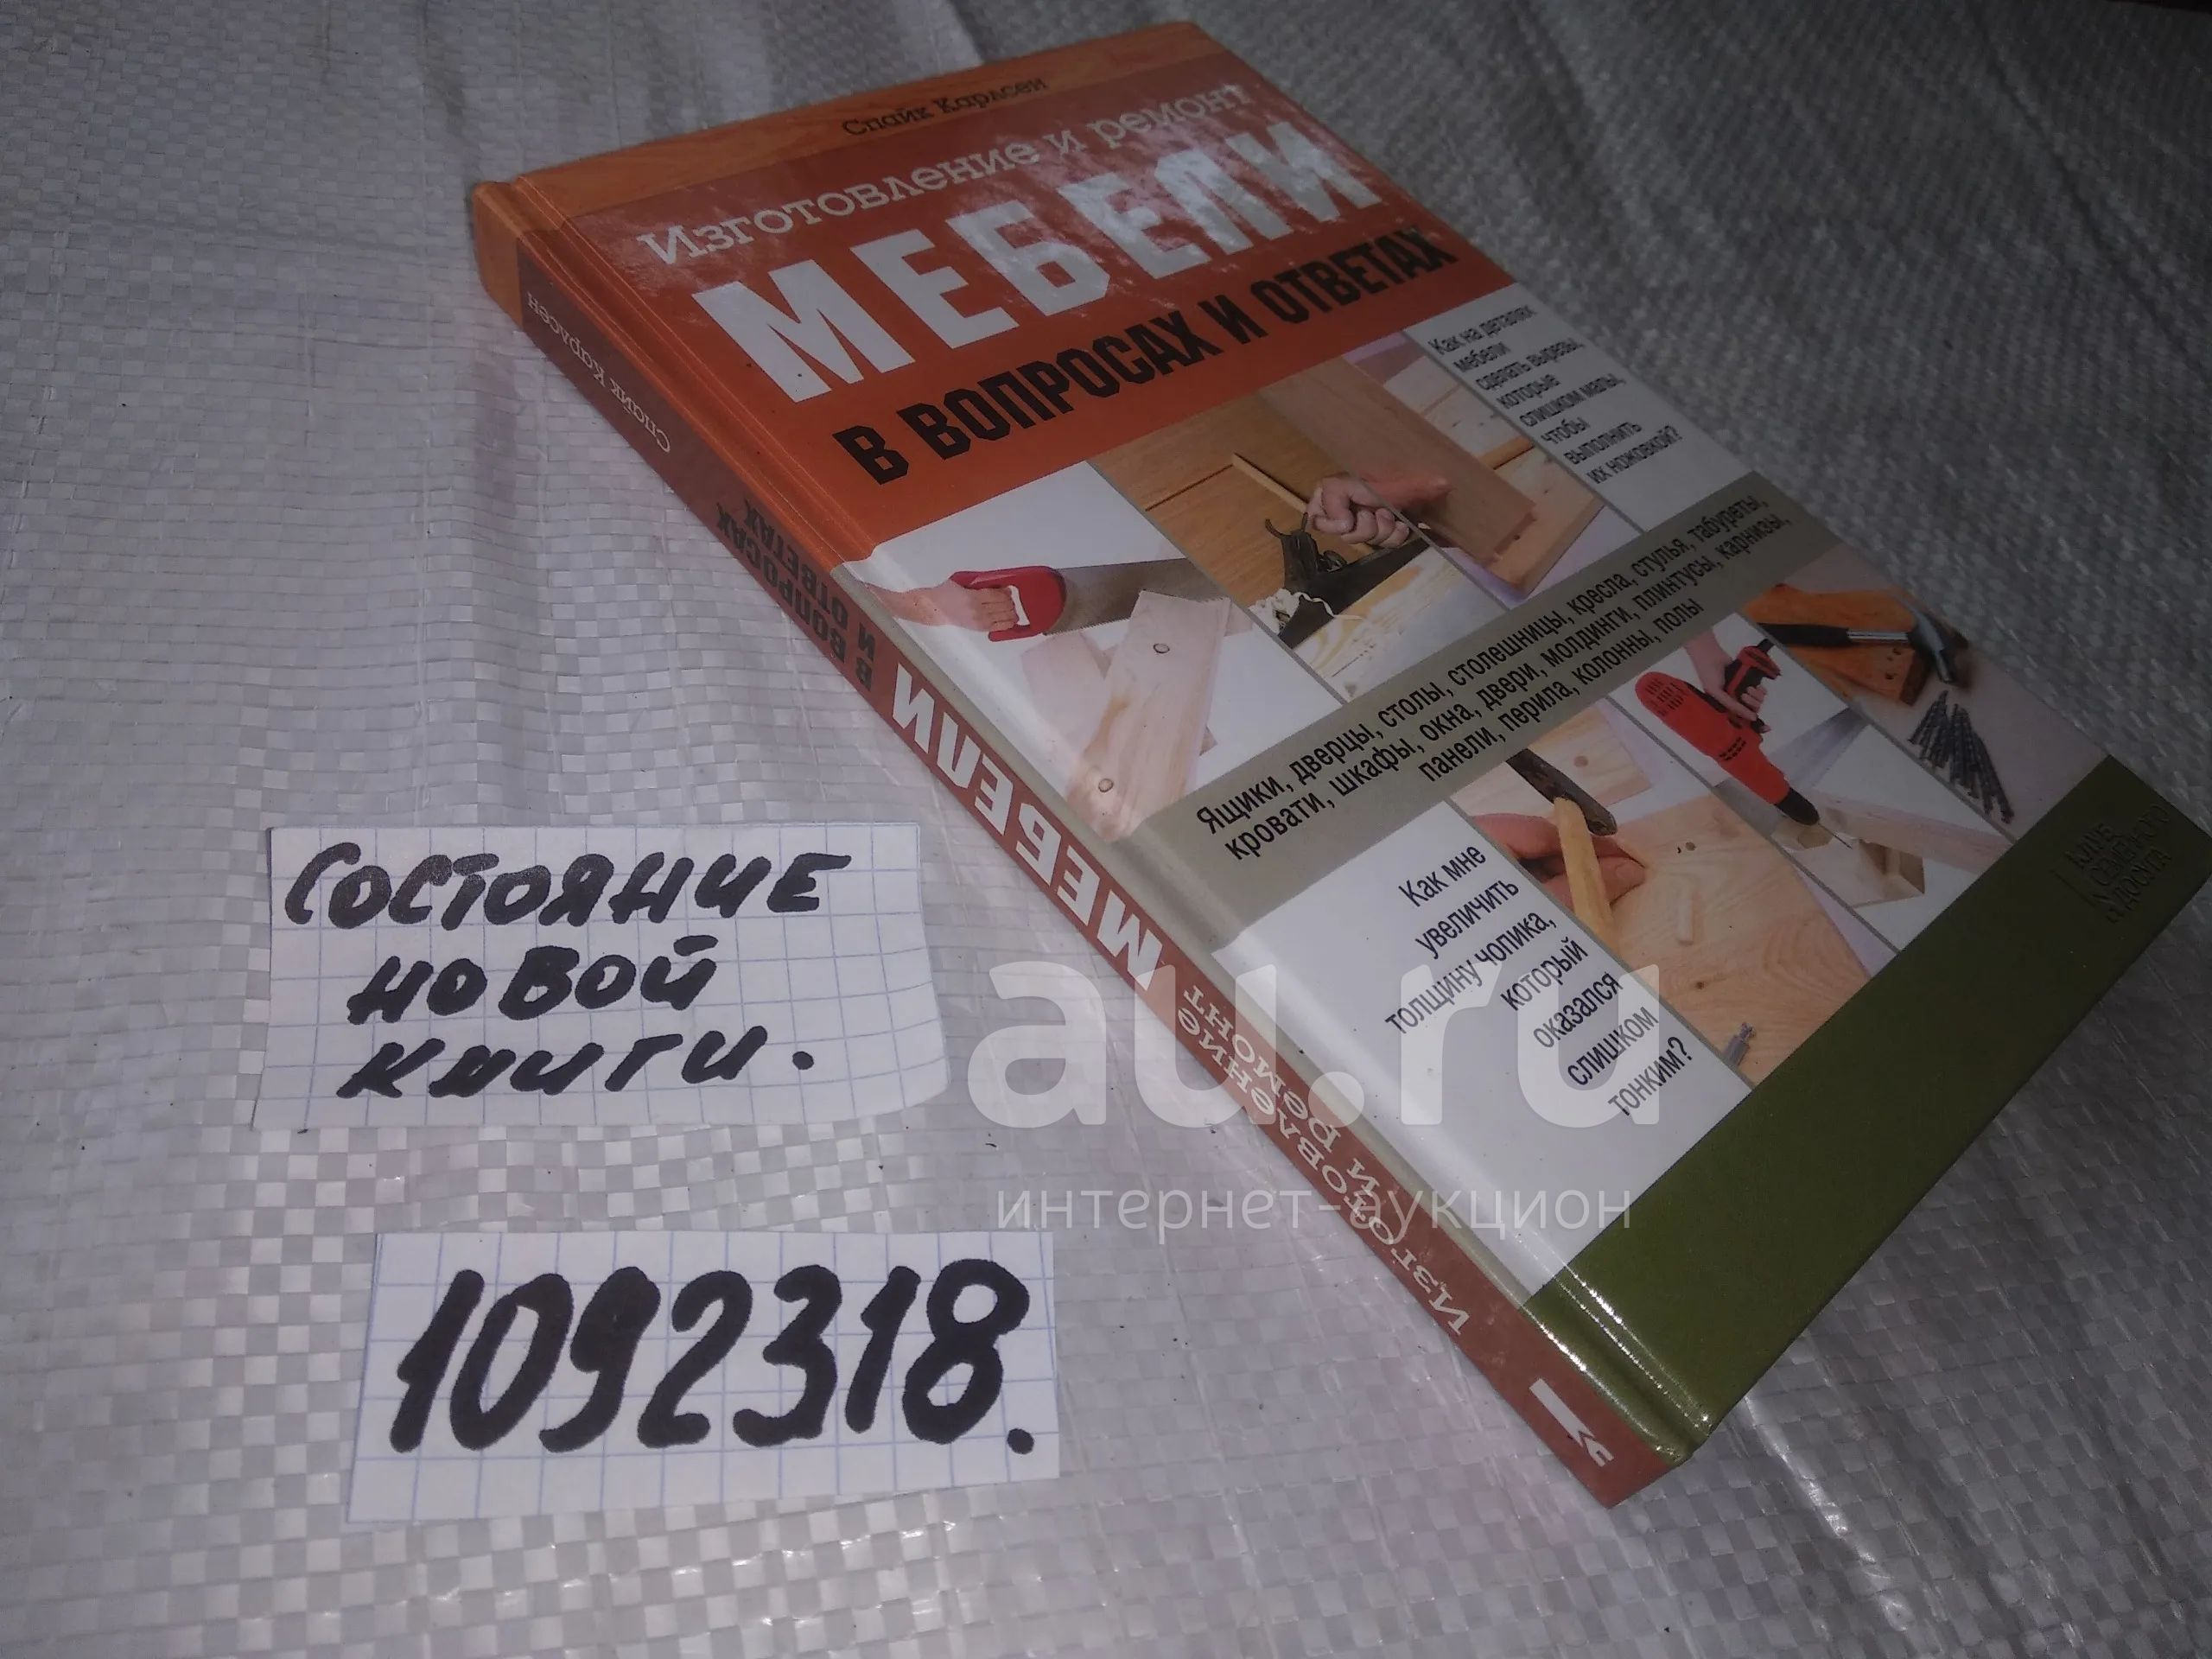 Спайк Карлсен
Изготовление и ремонт
МЕБЕЛИ
В ВОПРОСАХ И ОТВЕТАХ
Как на деталях
мебели
сделать вырезы,
которые
слишком малы,
чтобы
выполнить
их ножовкой?
Ящики, дверцы, столы, столешницы, кресла, стулья, табуреты,
кровати, шкафы, окна, двери, молдинги, плинтусы, карнизы,
панели, перила, колонны, полы
Как мне
увеличить
толщину чопика,
который
оказался
слишком
тонким?
КЛУБ
СЕМЕЙНОГО
ДОСУГА
Спайк Карлсен
Изготовление
и ремонт
МЕБЕЛИ
В ВОПРОСАХ
И ОТВЕТАХ
СОСТОЯНИЕ
НОВОЙ
КНИГИ.
1092318.
au.ru
интернет-аукцион